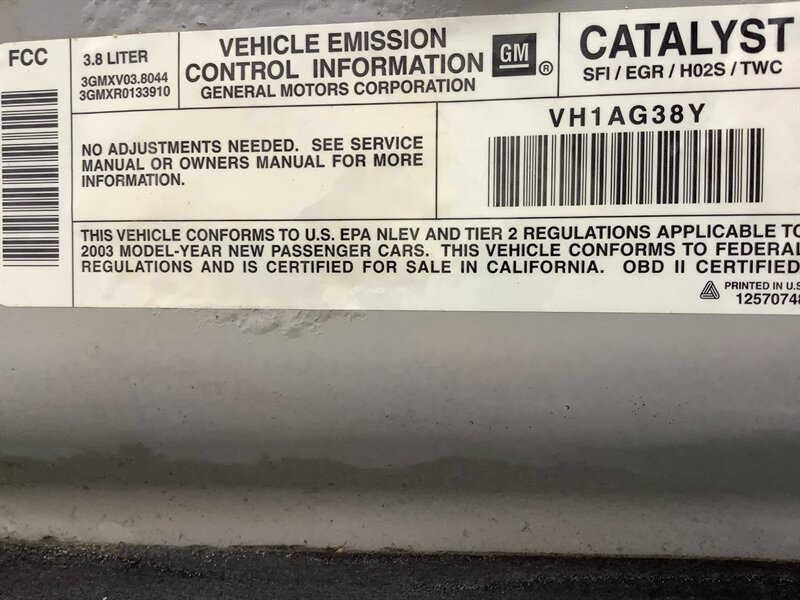 FCC
3.8 LITER
3GMXV03.8044
3GMXR0133910
VEHICLE EMISSION
CONTROL INFORMATION
GENERAL MOTORS CORPORATION
GM ®
CATALYST
SFI / EGR / H02S / TWC
NO ADJUSTMENTS NEEDED. SEE SERVICE
MANUAL OR OWNERS MANUAL FOR MORE
INFORMATION.
VH1AG38Y
THIS VEHICLE CONFORMS TO U.S. EPA NLEV AND TIER 2 REGULATIONS APPLICABLE TO
2003 MODEL-YEAR NEW PASSENGER CARS. THIS VEHICLE CONFORMS TO FEDERAL
REGULATIONS AND IS CERTIFIED FOR SALE IN CALIFORNIA. OBD II CERTIFIED
PRINTED IN U.S
12570748